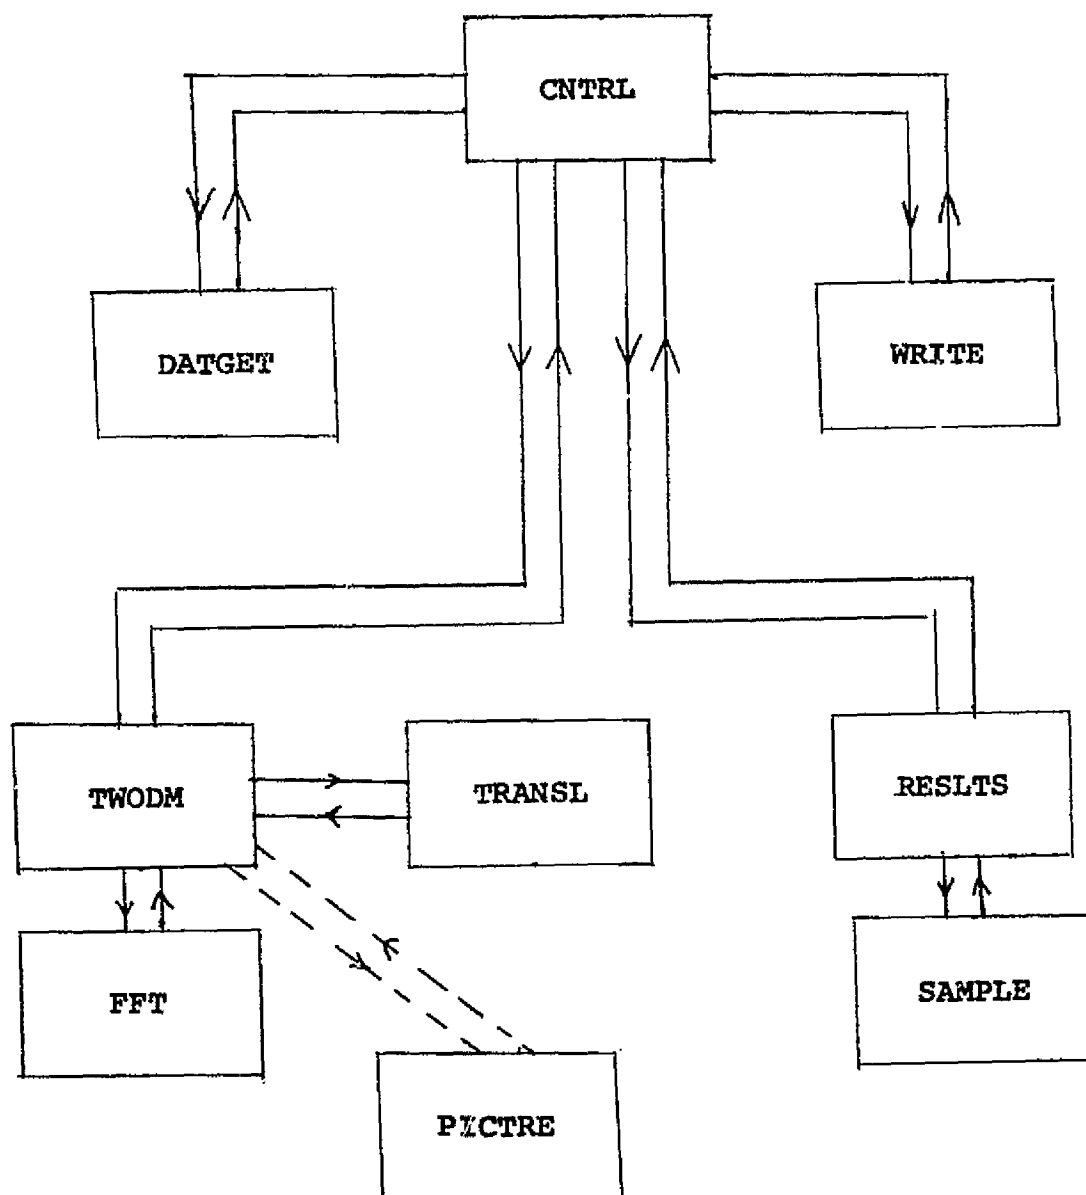 CNTRL
DATGET
WRITE
TWODM
TRANSL
RESLTS
FFT
SAMPLE
PICTRE